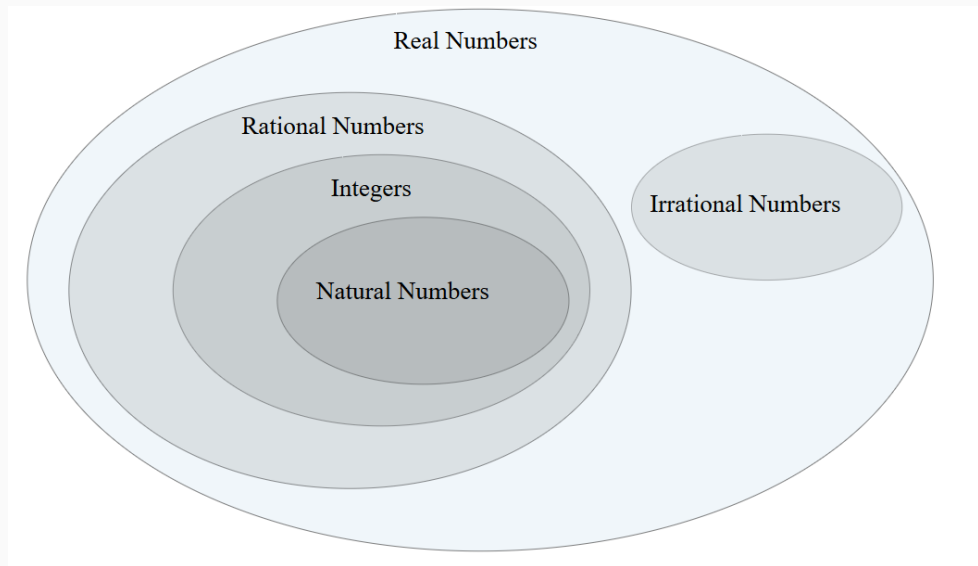 Real Numbers
Rational Numbers
Integers
Irrational Numbers
Natural Numbers